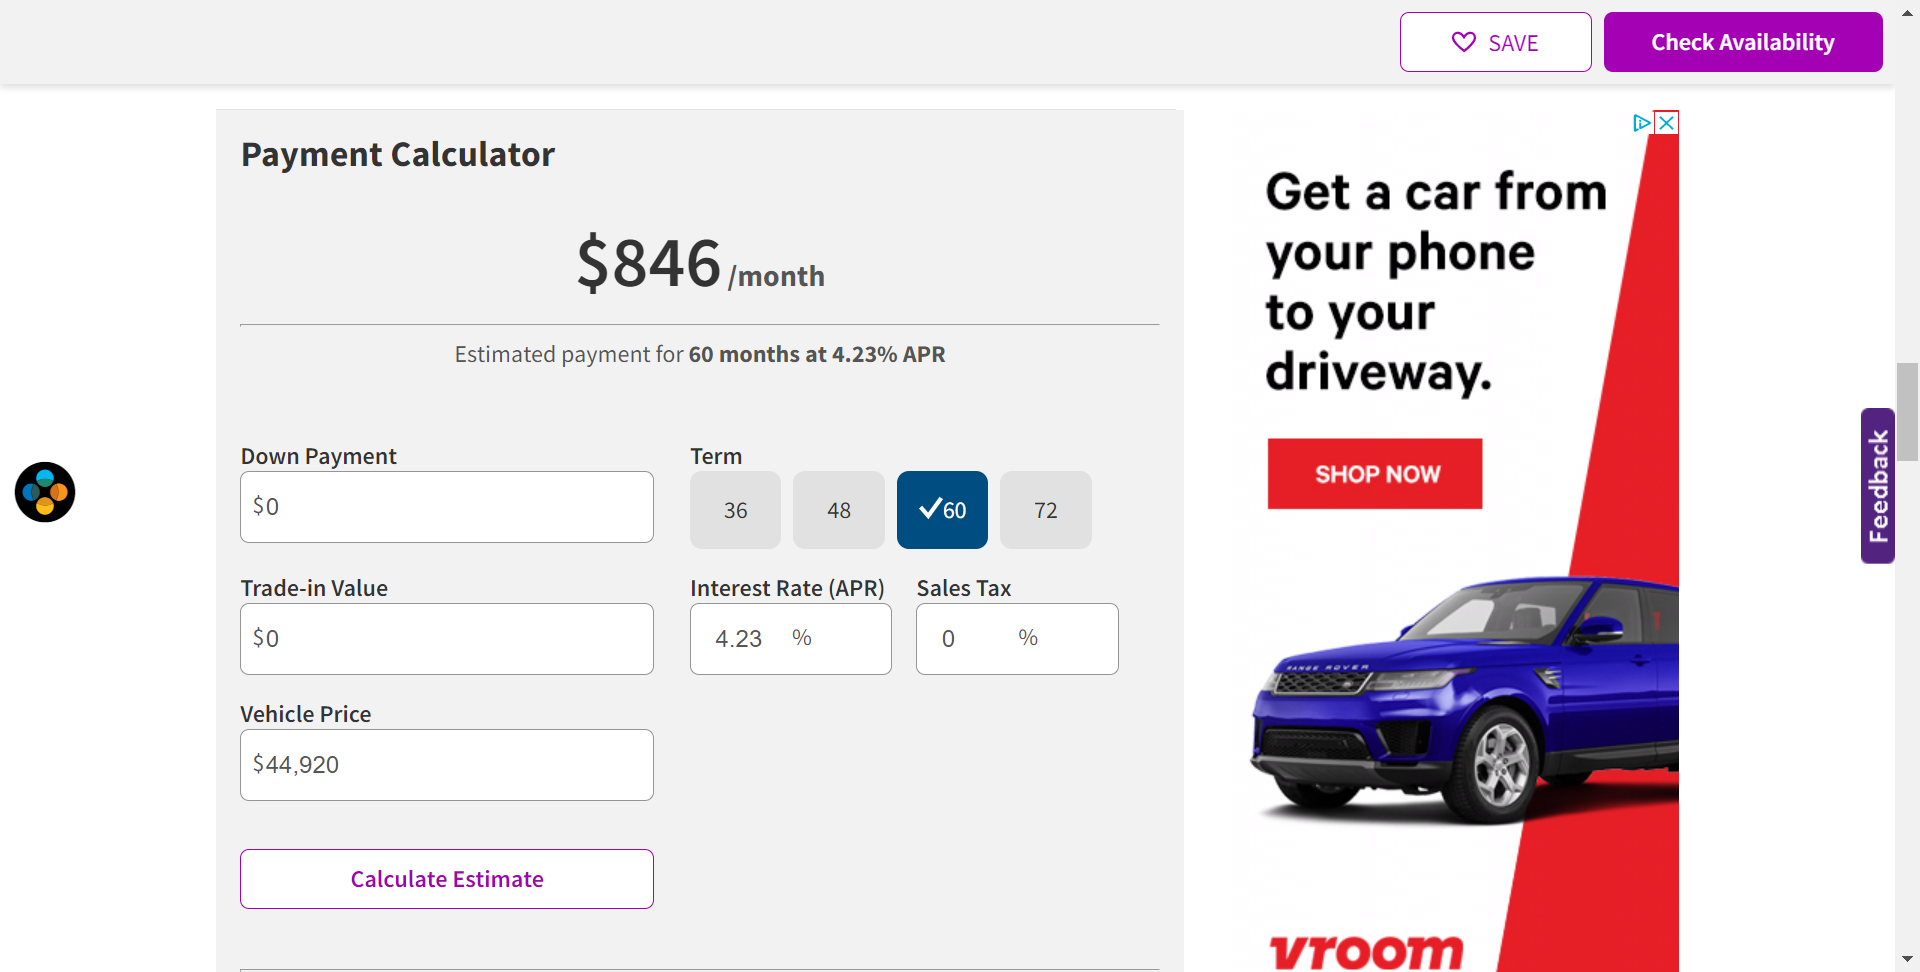 SAVE
Check Availability
Payment Calculator
$846 /month
Estimated payment for 60 months at 4.23% APR
Down Payment
$0
Term
36
48
60
72
Trade-in Value
$0
Interest Rate (APR)
4.23 %
Sales Tax
0 %
Vehicle Price
$44,920
Calculate Estimate
Get a car from
your phone
to your
driveway.
SHOP NOW
RANGE ROVER
vroom
Feedback